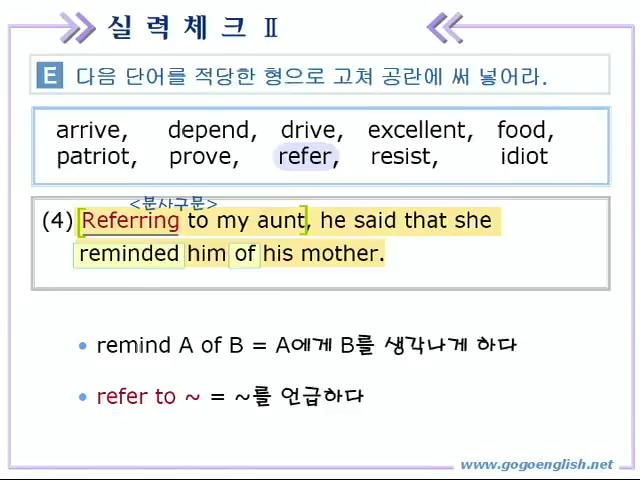 실 력 체 크 Ⅱ
E 다음 단어를 적당한 형으로 고쳐 공란에 써 넣어라.
arrive, depend, drive, excellent, food,
patriot, prove, refer, resist, idiot
<분사구문>
(4) [Referring to my aunt], he said that she
reminded him of his mother.
• remind A of B = A에게 B를 생각나게 하다
• refer to ~ = ~를 언급하다
www.gogoenglish.net